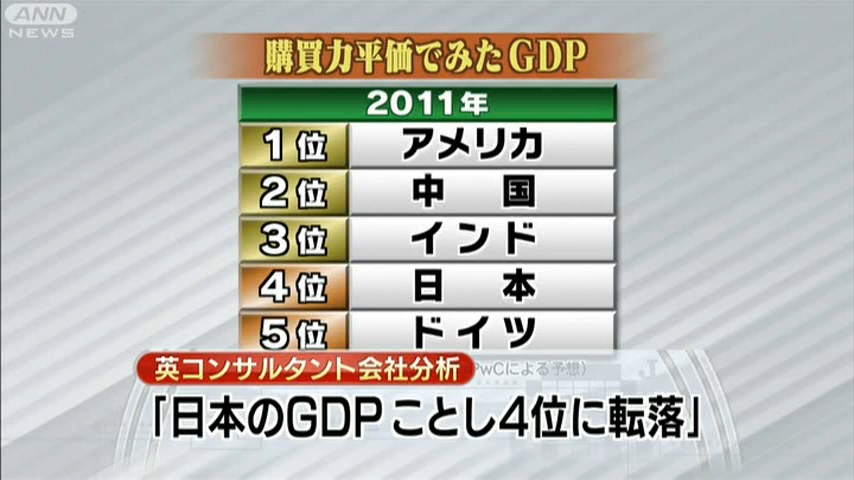 ANN
NEWS
購買力平価でみたGDP
2011年
1位 アメリカ
2位 中国
3位 インド
4位 日本
5位 ドイツ
PwCによる予想)
英コンサルタント会社分析
「日本のGDP ことし4位に転落」